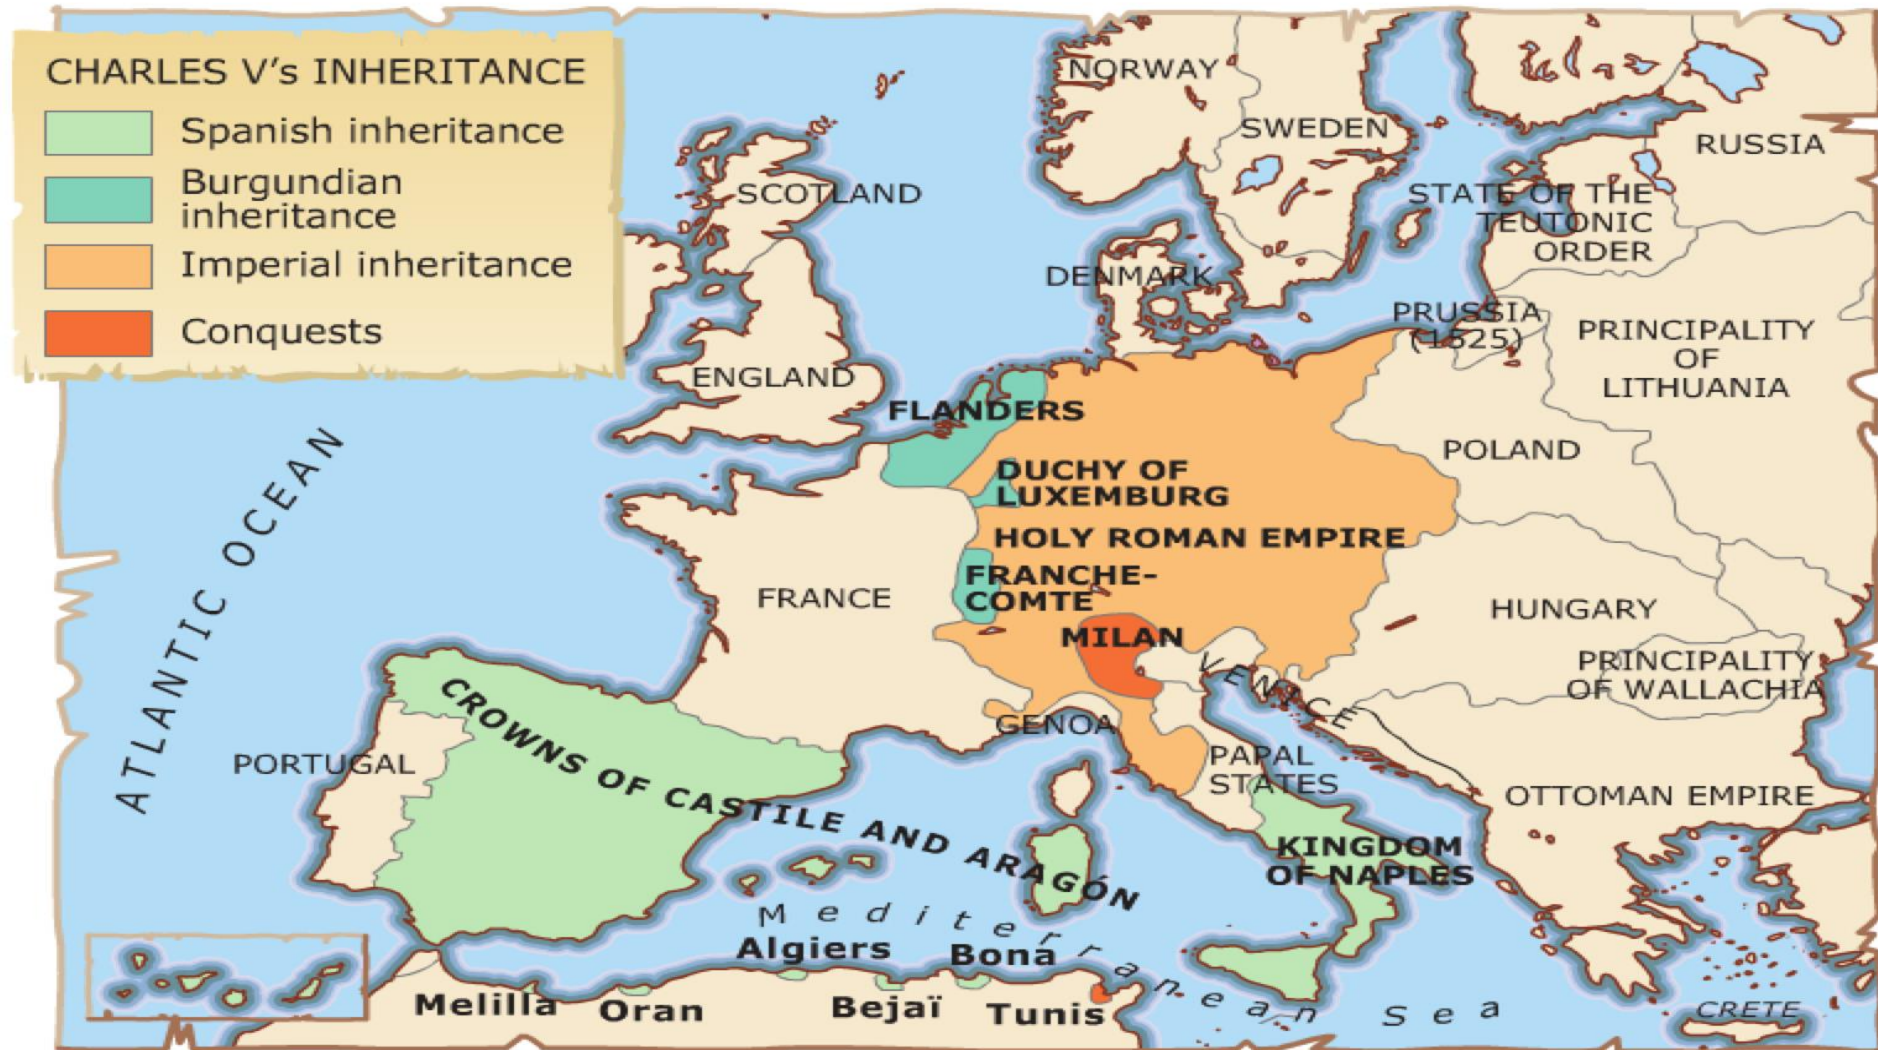 CHARLES V's INHERITANCE
Spanish inheritance
Burgundian
inheritance
Imperial inheritance
Conquests
NORWAY
SWEDEN
RUSSIA
SCOTLAND
STATE OF THE
TEUTONIC
ORDER
DENMARK
PRUSSIA
(1525)
PRINCIPALITY
OF
LITHUANIA
ENGLAND
FLANDERS
POLAND
DUCHY OF
LUXEMBURG
HOLY ROMAN EMPIRE
FRANCHE-
COMTE
FRANCE
HUNGARY
MILAN
VENICE
PRINCIPALITY
OF WALLACHIA
ATLANTIC OCEAN
GENOA
PORTUGAL
PAPAL
STATES
CROWNS OF CASTILE AND ARAGÓN
OTTOMAN EMPIRE
KINGDOM
OF NAPLES
Mediterranean Sea
Algiers
Bona
Melilla
Oran
Bejaï
Tunis
CRETE